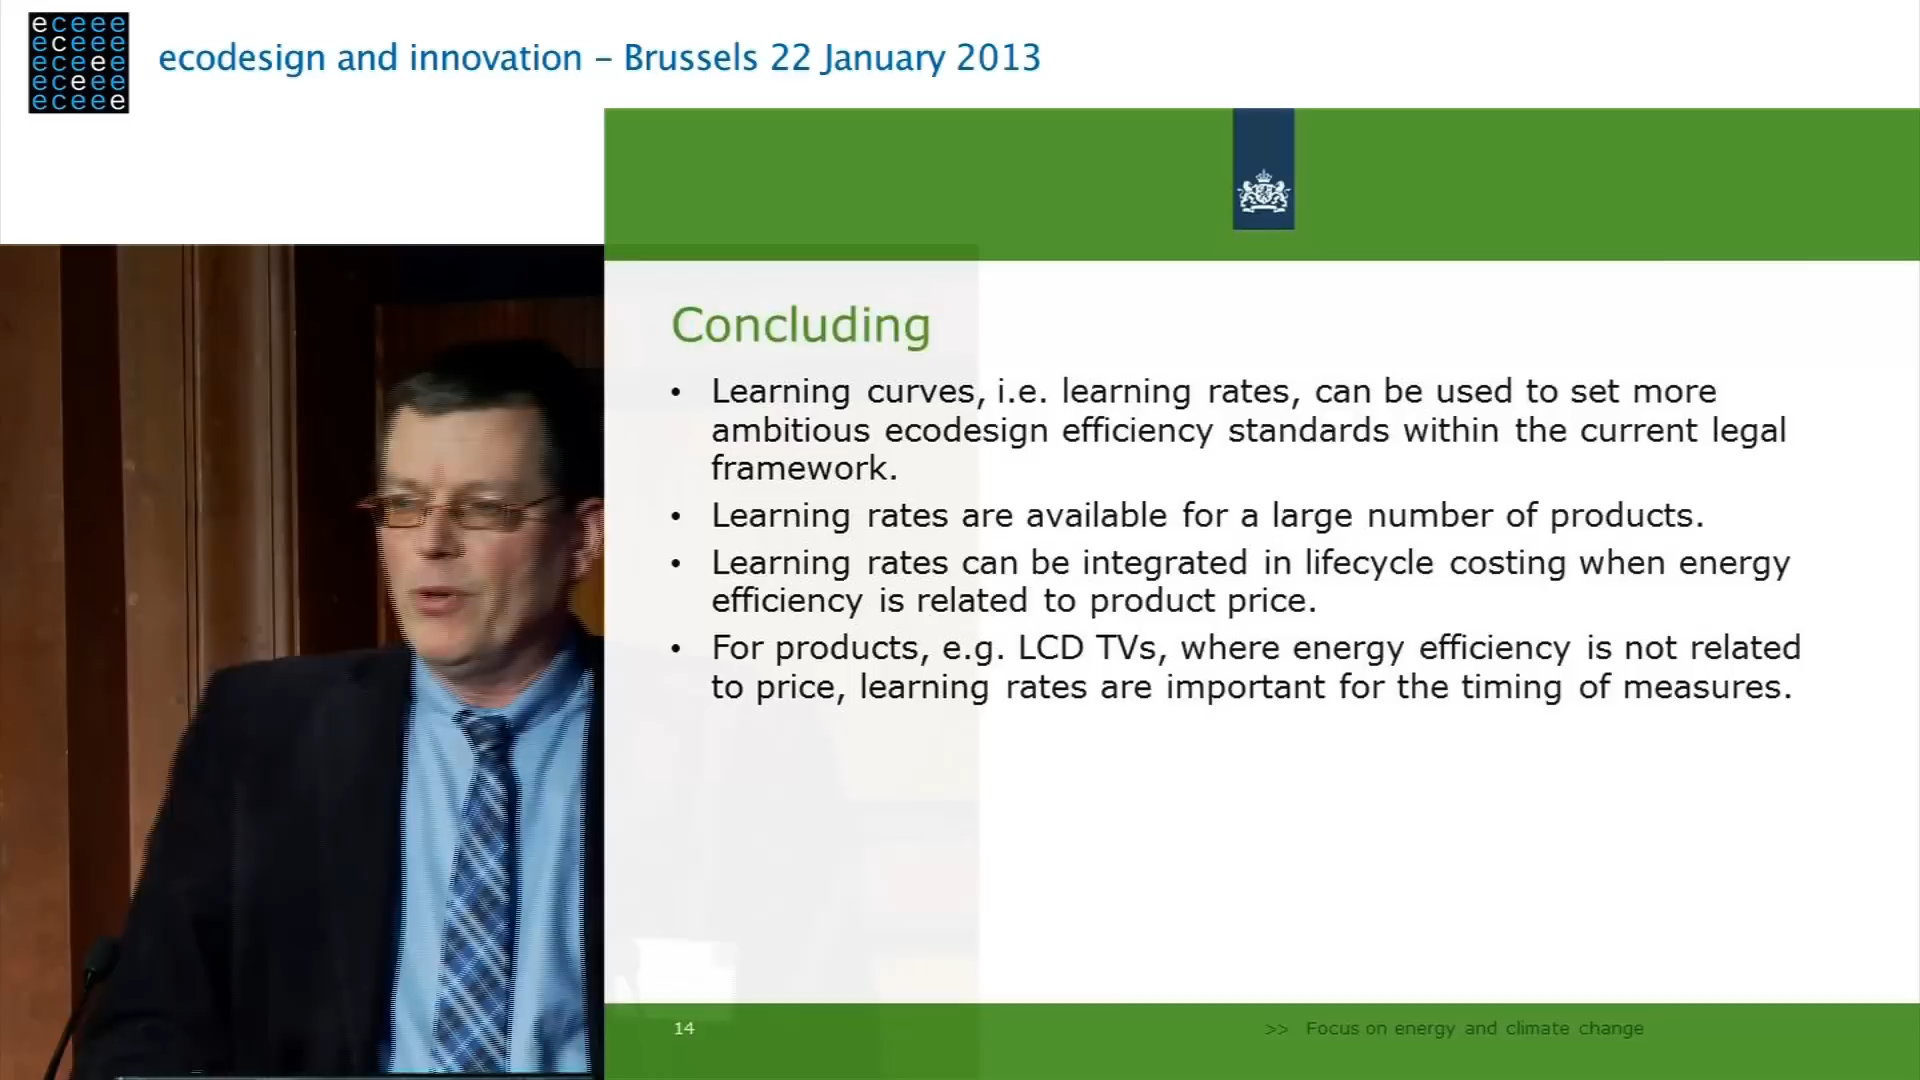 eceee
eceee
eceee
eceee
eceee
ecodesign and innovation – Brussels 22 January 2013
Concluding
• Learning curves, i.e. learning rates, can be used to set more
ambitious ecodesign efficiency standards within the current legal
framework.
• Learning rates are available for a large number of products.
• Learning rates can be integrated in lifecycle costing when energy
efficiency is related to product price.
• For products, e.g. LCD TVs, where energy efficiency is not related
to price, learning rates are important for the timing of measures.
14
>> Focus on energy and climate change